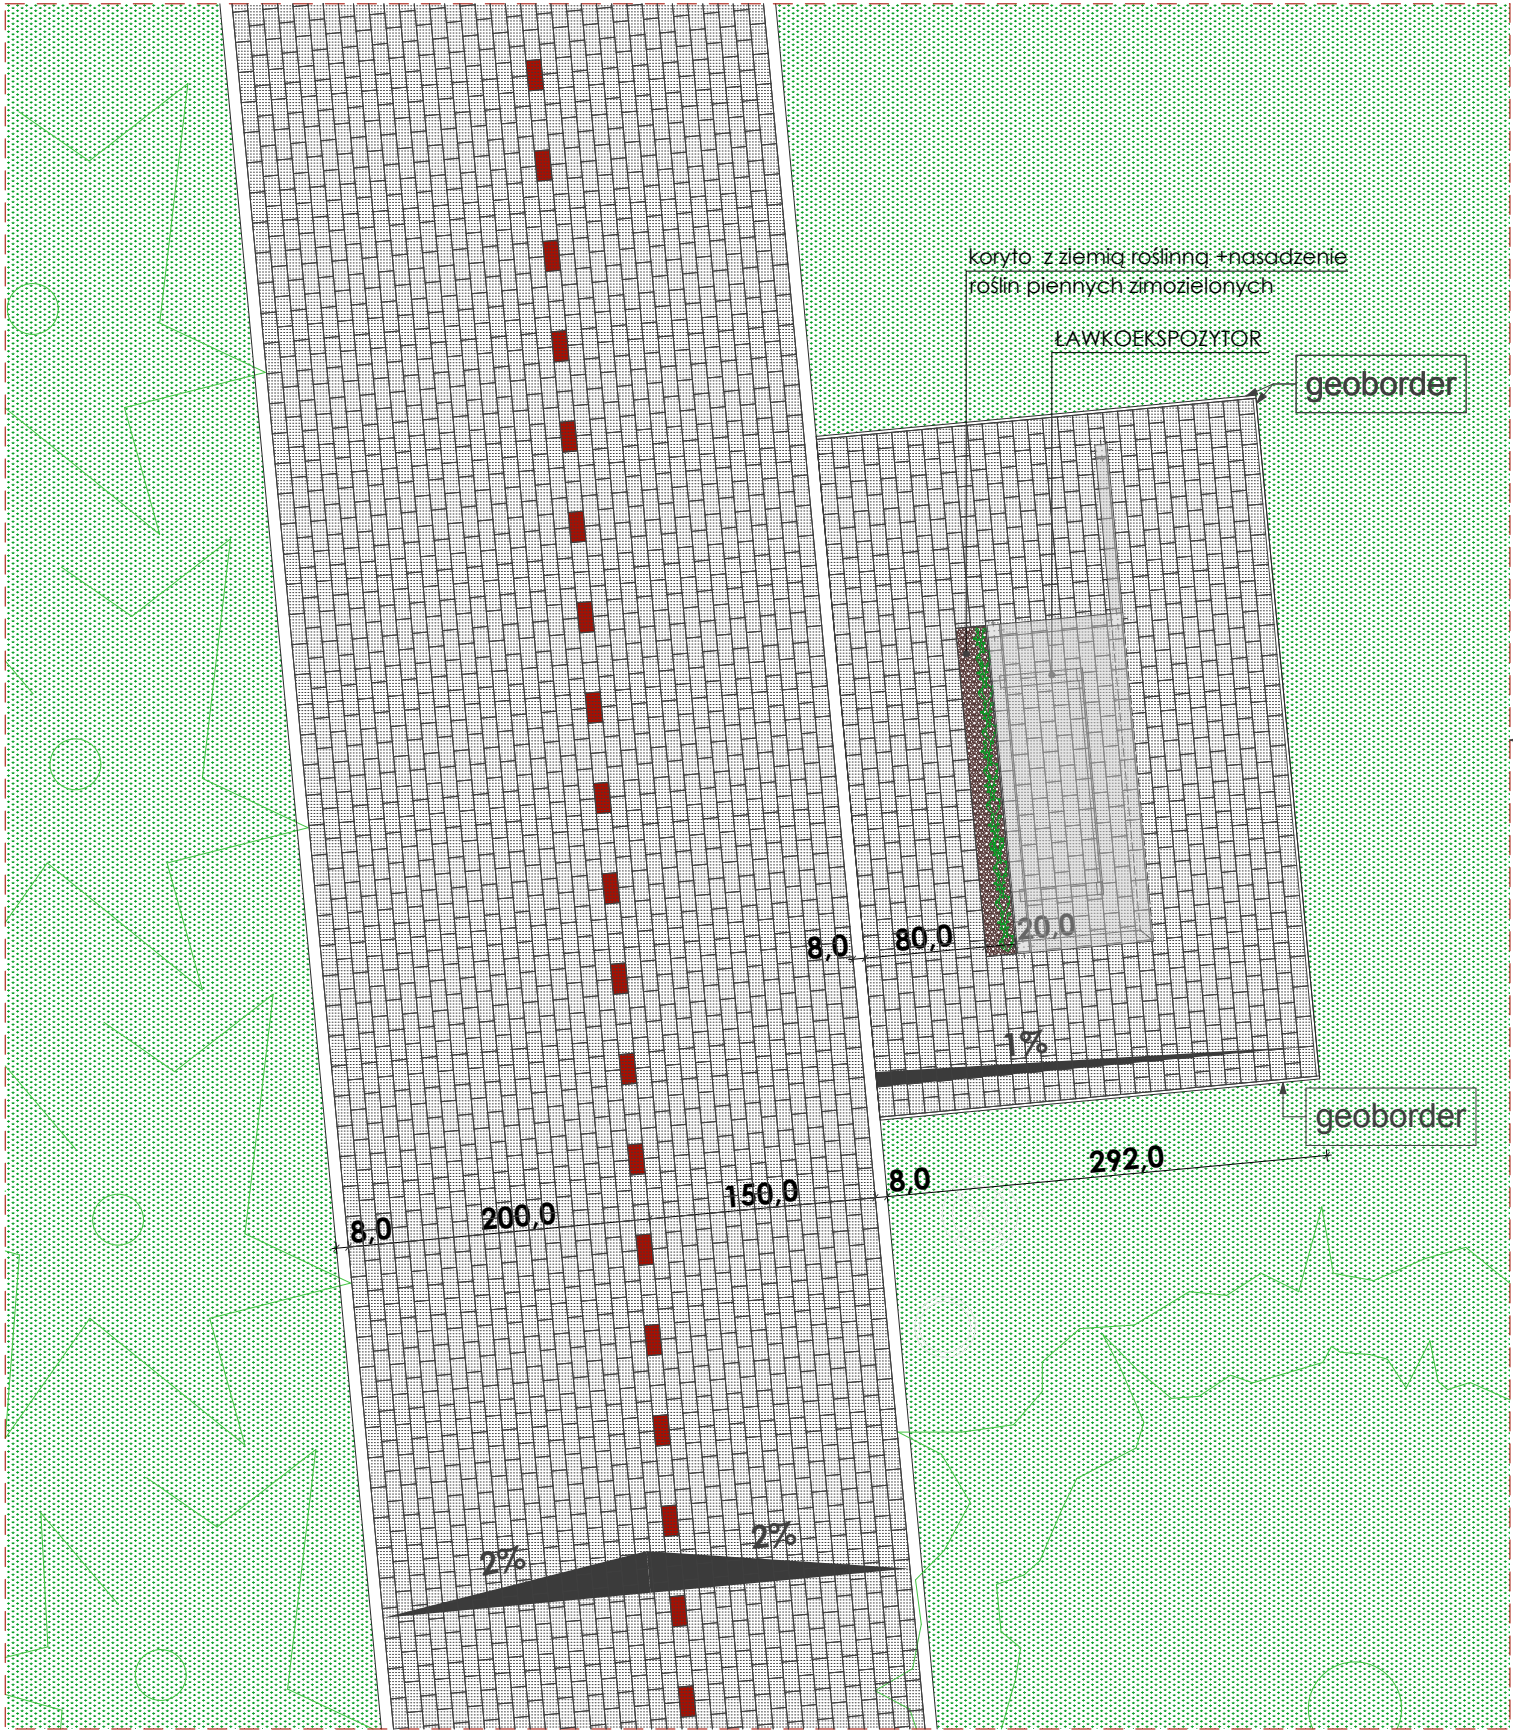 koryto z ziemią roślinną +nasadzenie
roślin piennych zimozielonych
ŁAWKOEKSPOZYTOR
geoborder
8,0
80,0
20,0
1%
geoborder
292,0
8,0
150,0
200,0
8,0
2%
2%